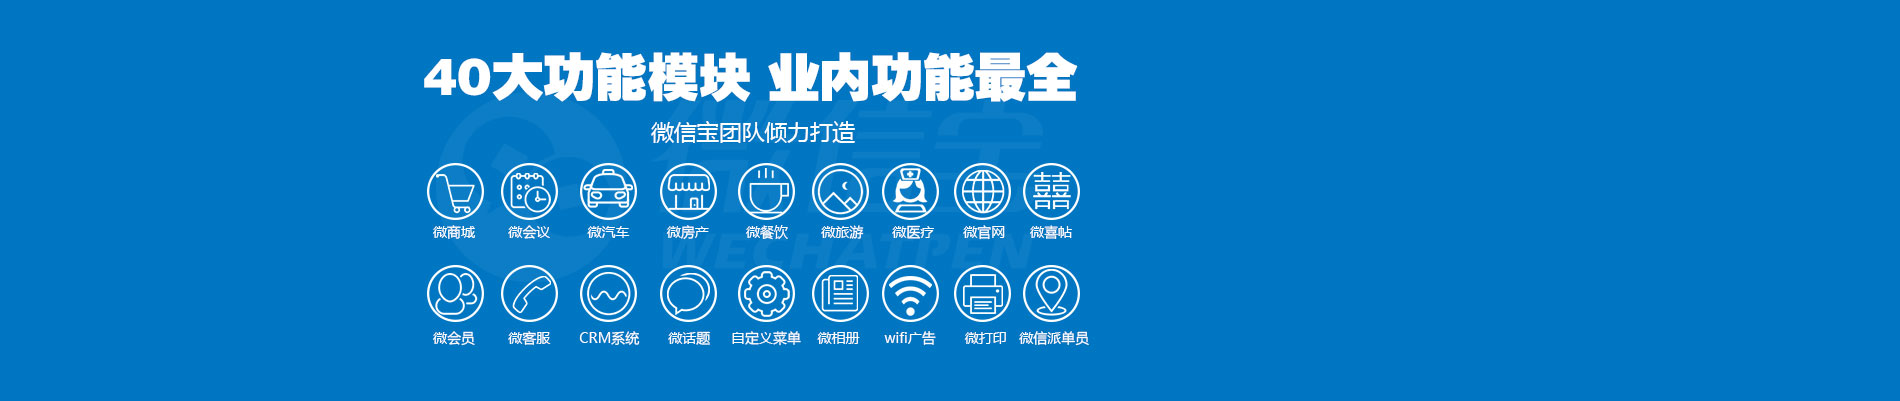 40大功能模块 业内功能最全
微信宝团队倾力打造
微信宝
WECHATPEN
微商城 微会议 微汽车 微房产 微餐饮 微旅游 微医疗 微官网 微喜帖
微会员 微客服 CRM系统 微话题 自定义菜单 微相册 wifi广告 微打印 微信派单员